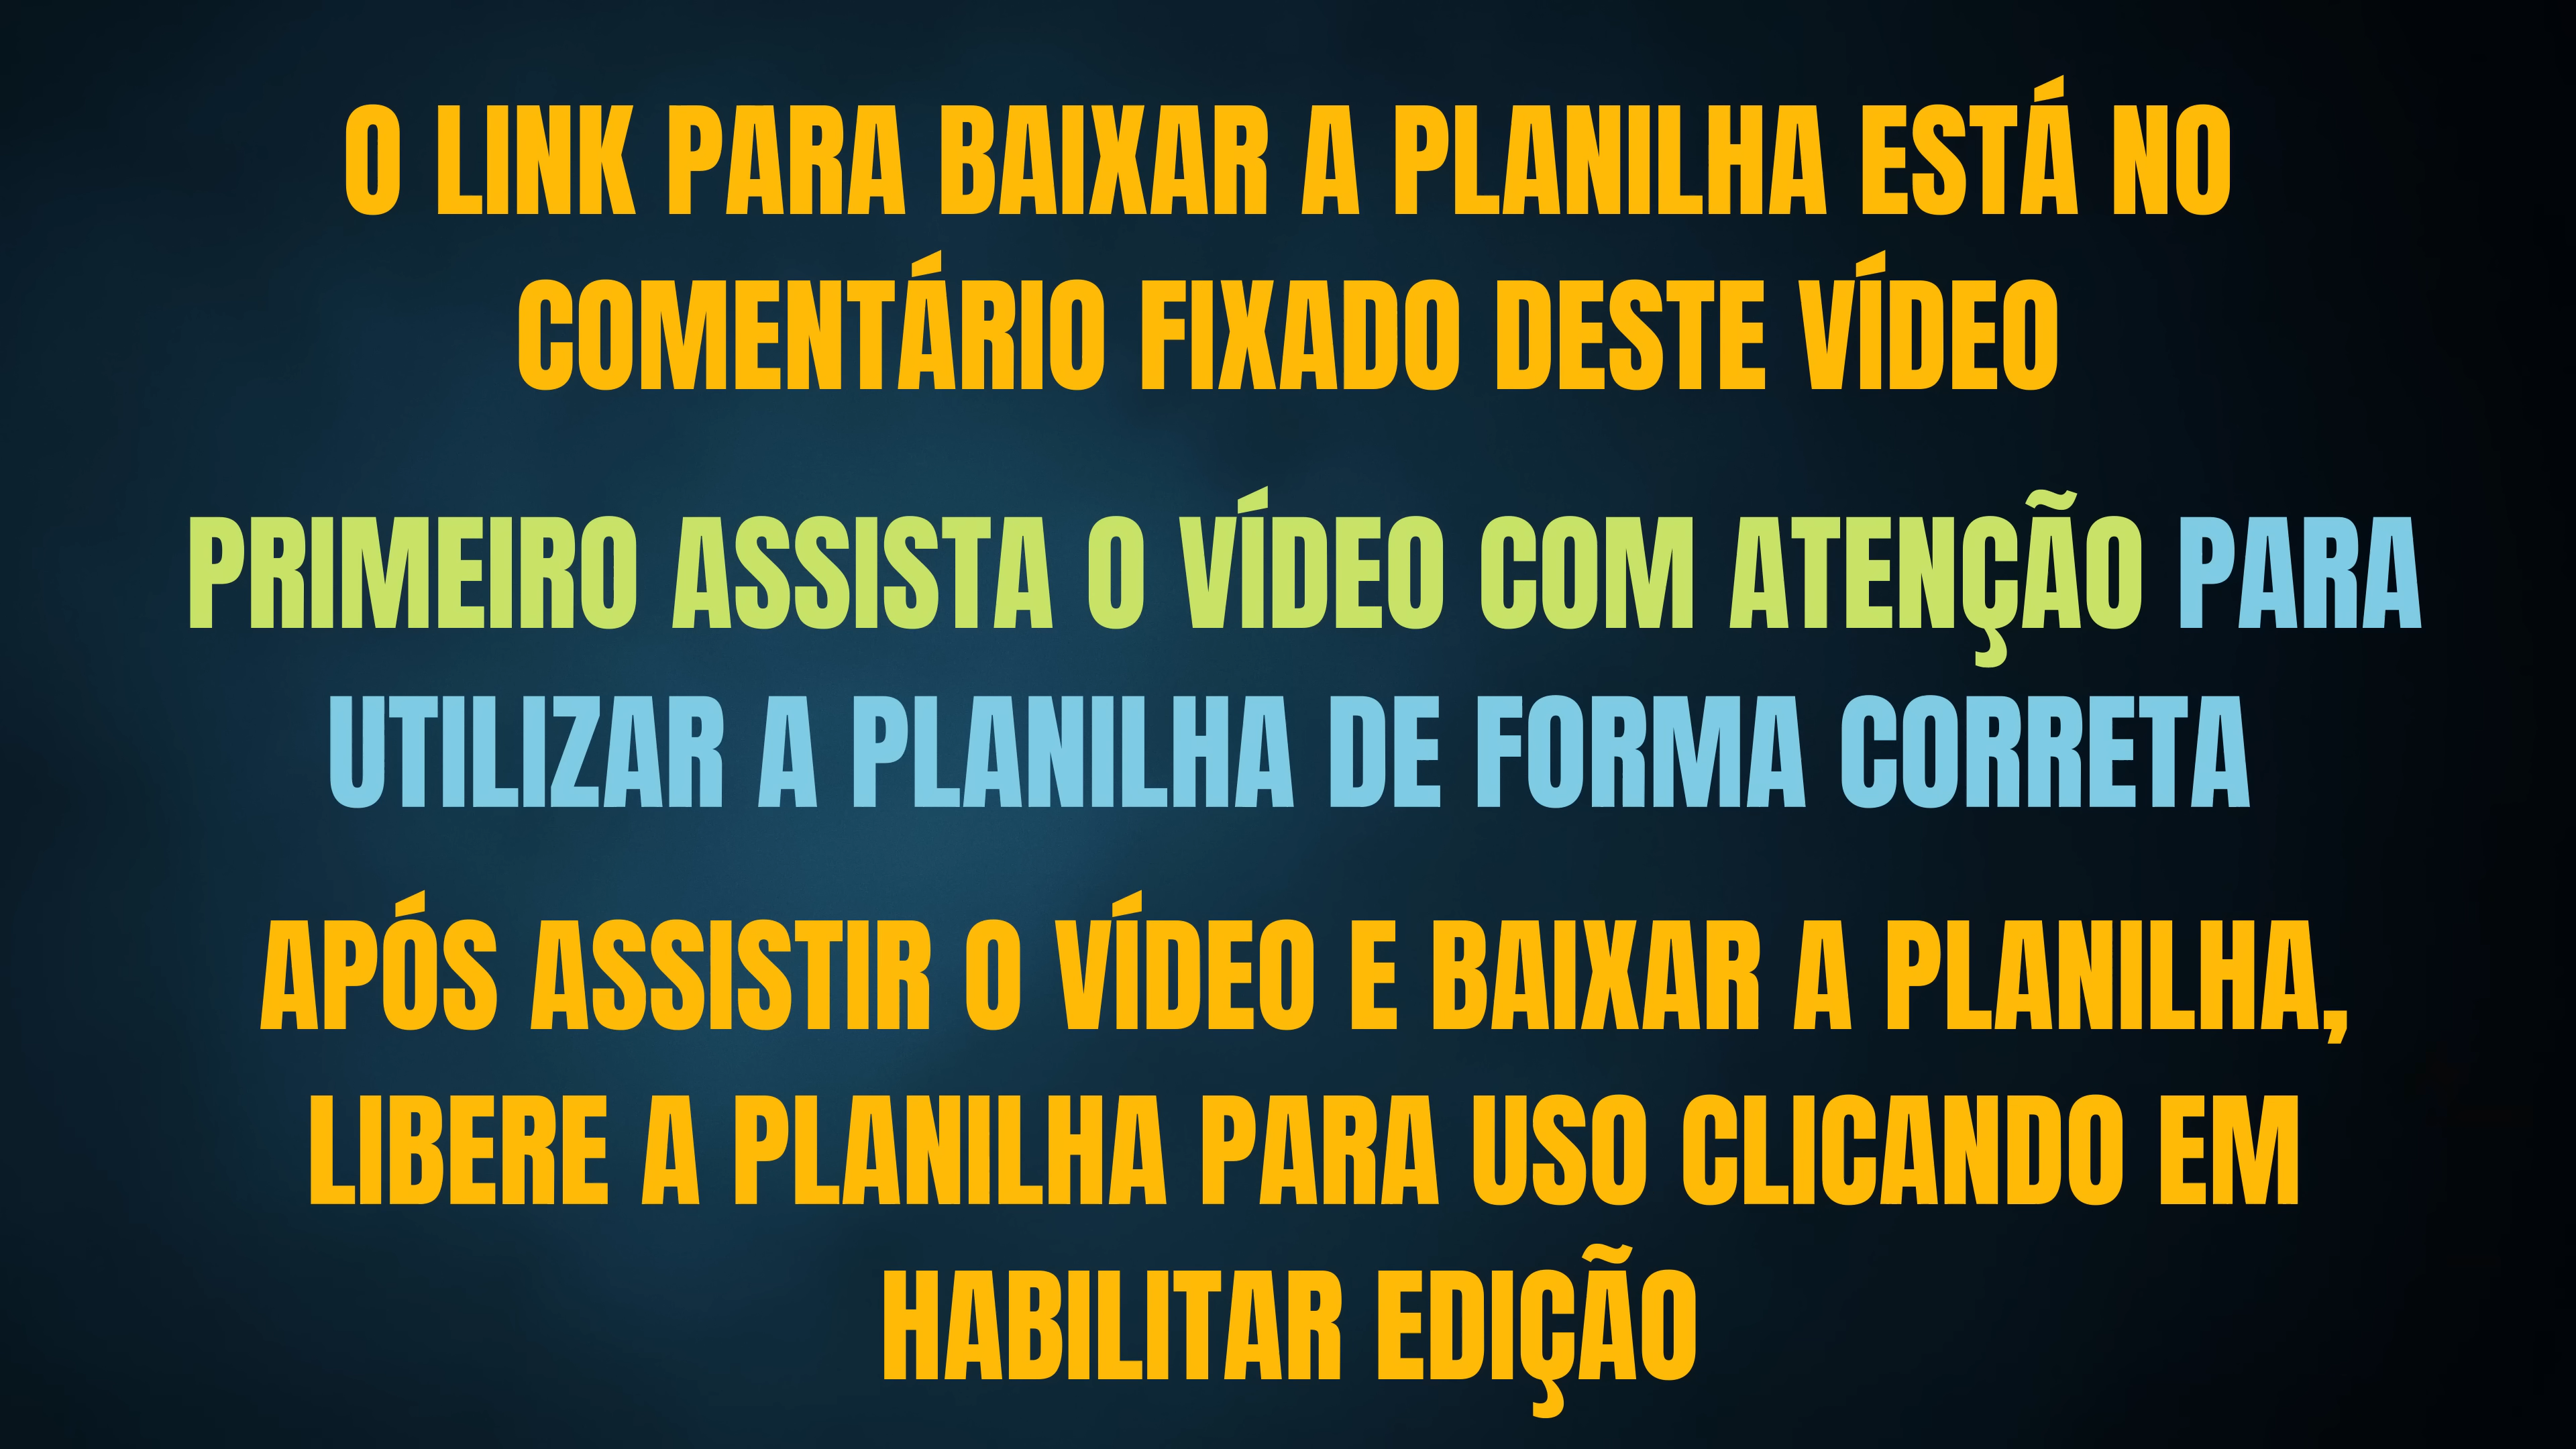 O LINK PARA BAIXAR A PLANILHA ESTÁ NO
COMENTÁRIO FIXADO DESTE VÍDEO
PRIMEIRO ASSISTA O VÍDEO COM ATENÇÃO PARA
UTILIZAR A PLANILHA DE FORMA CORRETA
APÓS ASSISTIR O VÍDEO E BAIXAR A PLANILHA,
LIBERE A PLANILHA PARA USO CLICANDO EM
HABILITAR EDIÇÃO